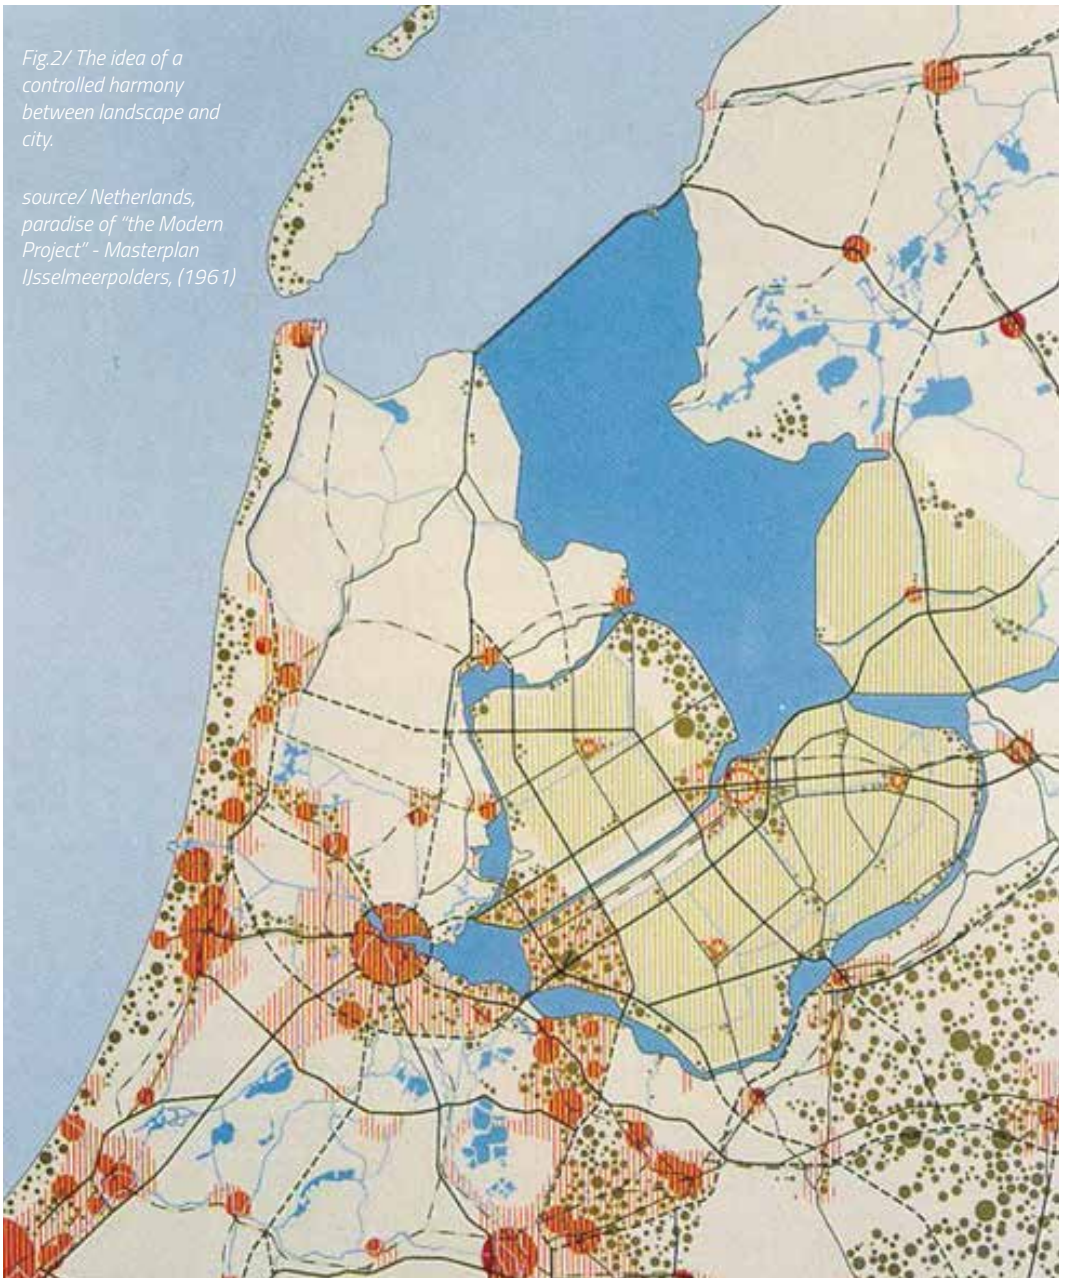 Fig.2/ The idea of a
controlled harmony
between landscape and
city.
source/ Netherlands,
paradise of "the Modern
Project" - Masterplan
IJsselmeerpolders, (1961)